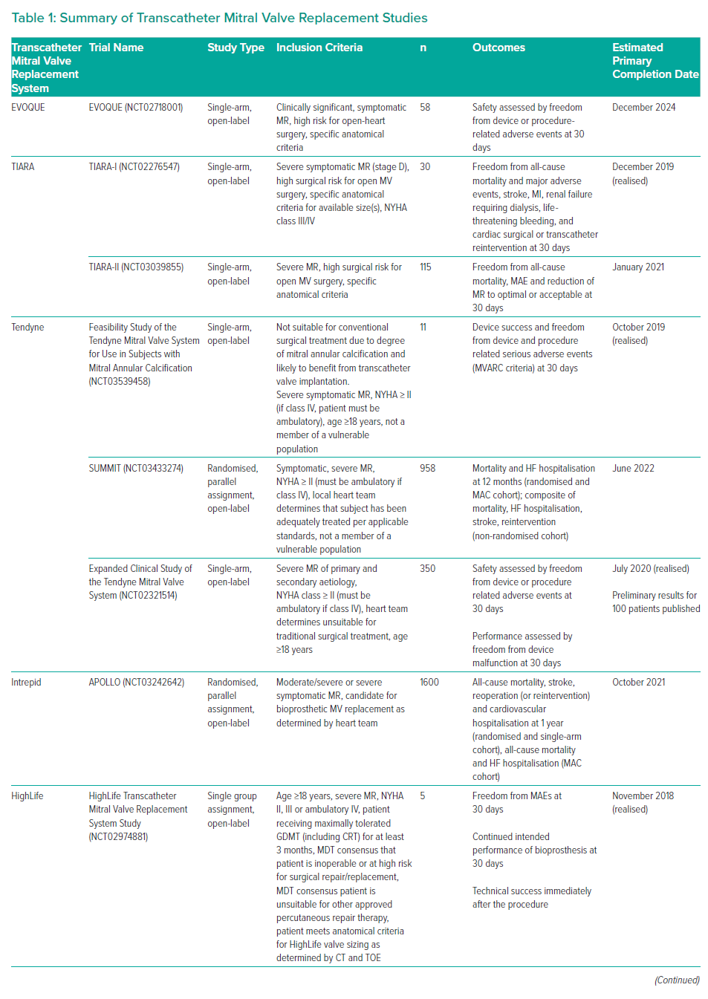 Table 1: Summary of Transcatheter Mitral Valve Replacement Studies
Transcatheter Mitral Valve Replacement System
Trial Name
Study Type
Inclusion Criteria
n
Outcomes
Estimated Primary Completion Date
EVOQUE
EVOQUE (NCT02718001)
Single-arm,
open-label
Clinically significant, symptomatic
MR, high risk for open-heart
surgery, specific anatomical
criteria
58
Safety assessed by freedom
from device or procedure-
related adverse events at 30
days
December 2024
TIARA
TIARA-I (NCT02276547)
Single-arm,
open-label
Severe symptomatic MR (stage D),
high surgical risk for open MV
surgery, specific anatomical
criteria for available size(s), NYHA
class III/IV
30
Freedom from all-cause
mortality and major adverse
events, stroke, MI, renal failure
requiring dialysis, life-
threatening bleeding, and
cardiac surgical or transcatheter
reintervention at 30 days
December 2019
(realised)
TIARA-II (NCT03039855)
Single-arm,
open-label
Severe MR, high surgical risk for
open MV surgery, specific
anatomical criteria
115
Freedom from all-cause
mortality, MAE and reduction of
MR to optimal or acceptable at
30 days
January 2021
Tendyne
Feasibility Study of the
Tendyne Mitral Valve System
for Use in Subjects with
Mitral Annular Calcification
(NCT03539458)
Single-arm,
open-label
Not suitable for conventional
surgical treatment due to degree
of mitral annular calcification and
likely to benefit from transcatheter
valve implantation.
Severe symptomatic MR, NYHA ≥ II
(if class IV, patient must be
ambulatory), age ≥18 years, not a
member of a vulnerable
population
11
Device success and freedom
from device and procedure
related serious adverse events
(MVARC criteria) at 30 days
October 2019
(realised)
SUMMIT (NCT03433274)
Randomised,
parallel
assignment,
open-label
Symptomatic, severe MR,
NYHA ≥ II (must be ambulatory if
class IV), local heart team
determines that subject has been
adequately treated per applicable
standards, not a member of a
vulnerable population
958
Mortality and HF hospitalisation
at 12 months (randomised and
MAC cohort); composite of
mortality, HF hospitalisation,
stroke, reintervention
(non-randomised cohort)
June 2022
Expanded Clinical Study of
the Tendyne Mitral Valve
System (NCT02321514)
Single-arm,
open-label
Severe MR of primary and
secondary aetiology,
NYHA class ≥ II (must be
ambulatory if class IV), heart team
determines unsuitable for
traditional surgical treatment, age
≥18 years
350
Safety assessed by freedom
from device or procedure
related adverse events at
30 days
Performance assessed by
freedom from device
malfunction at 30 days
July 2020 (realised)
Preliminary results for
100 patients published
Intrepid
APOLLO (NCT03242642)
Randomised,
parallel
assignment,
open-label
Moderate/severe or severe
symptomatic MR, candidate for
bioprosthetic MV replacement as
determined by heart team
1600
All-cause mortality, stroke,
reoperation (or reintervention)
and cardiovascular
hospitalisation at 1 year
(randomised and single-arm
cohort), all-cause mortality
and HF hospitalisation (MAC
cohort)
October 2021
HighLife
HighLife Transcatheter
Mitral Valve Replacement
System Study
(NCT02974881)
Single group
assignment,
open-label
Age ≥18 years, severe MR, NYHA
II, III or ambulatory IV, patient
receiving maximally tolerated
GDMT (including CRT) for at least
3 months, MDT consensus that
patient is inoperable or at high risk
for surgical repair/replacement,
MDT consensus patient is
unsuitable for other approved
percutaneous repair therapy,
patient meets anatomical criteria
for HighLife valve sizing as
determined by CT and TOE
5
Freedom from MAEs at
30 days
Continued intended
performance of bioprosthesis at
30 days
Technical success immediately
after the procedure
November 2018
(realised)
(Continued)